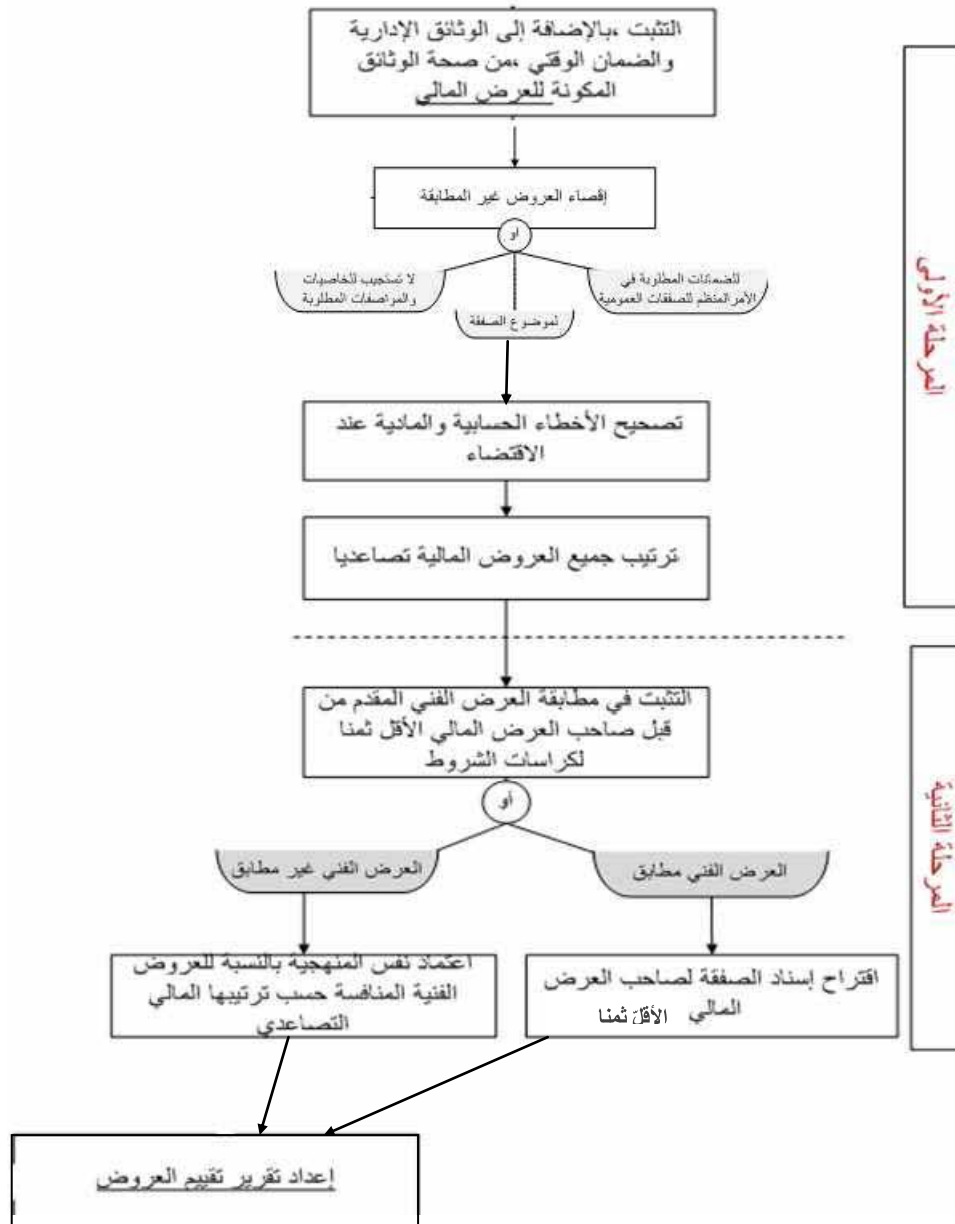 التثبت ،بالإضافة إلى الوثائق الإدارية
والضمان الوقتي ،من صحة الوثائق
المكونة للعرض المالي
إقصاء العروض غير المطابقة
او
للضمانات المطلوبة في
الأمر المنظم للصفقات العمومية
لموضوع الصفقة
لا تستجيب للخاصيات
والمواصفات المطلوبة
تصحيح الأخطاء الحسابية والمادية عند
الاقتضاء
ترتيب جميع العروض المالية تصاعديا
المرحلة الأولى
التثبت في مطابقة العرض الفني المقدم من
قبل صاحب العرض المالي الأقل ثمنا
لكراسات الشروط
أو
العرض الفني مطابق
العرض الفني غير مطابق
اقتراح إسناد الصفقة لصاحب العرض
المالي الأقلّ ثمنا
اعتماد نفس المنهجية بالنسبة للعروض
الفنية المنافسة حسب ترتيبها المالي
التصاعدي
المرحلة الثانية
إعداد تقرير تقييم العروض